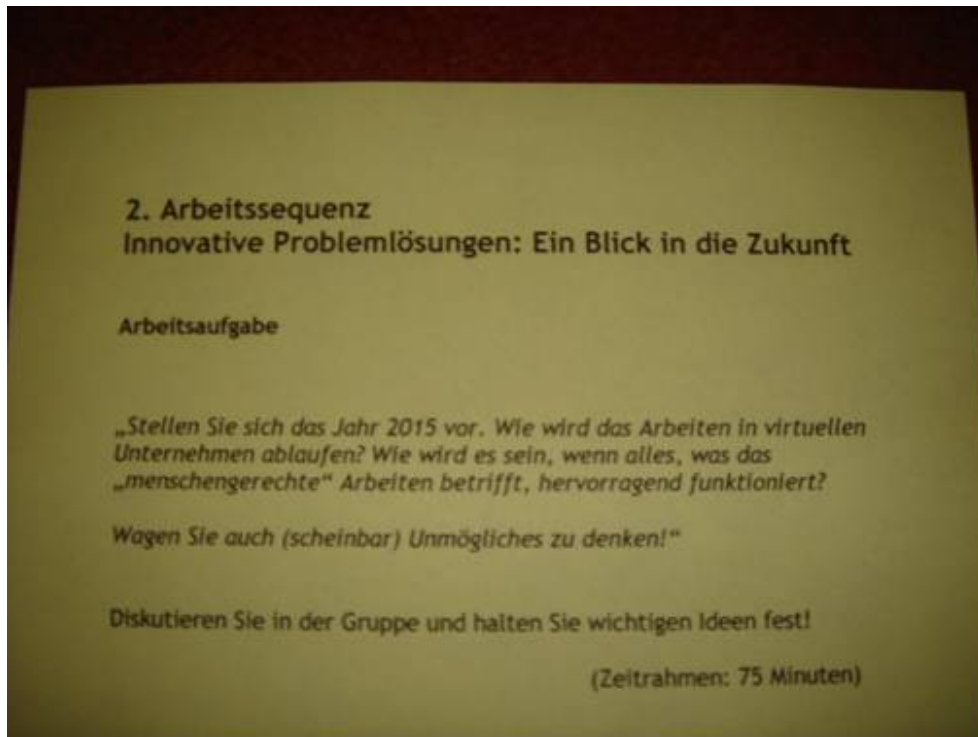 2. Arbeitssequenz
Innovative Problemlösungen: Ein Blick in die Zukunft
Arbeitsaufgabe
„Stellen Sie sich das Jahr 2015 vor. Wie wird das Arbeiten in virtuellen
Unternehmen ablaufen? Wie wird es sein, wenn alles, was das
„menschengerechte“ Arbeiten betrifft, hervorragend funktioniert?
Wagen Sie auch (scheinbar) Unmögliches zu denken!“
Diskutieren Sie in der Gruppe und halten Sie wichtigen Ideen fest!
(Zeitrahmen: 75 Minuten)